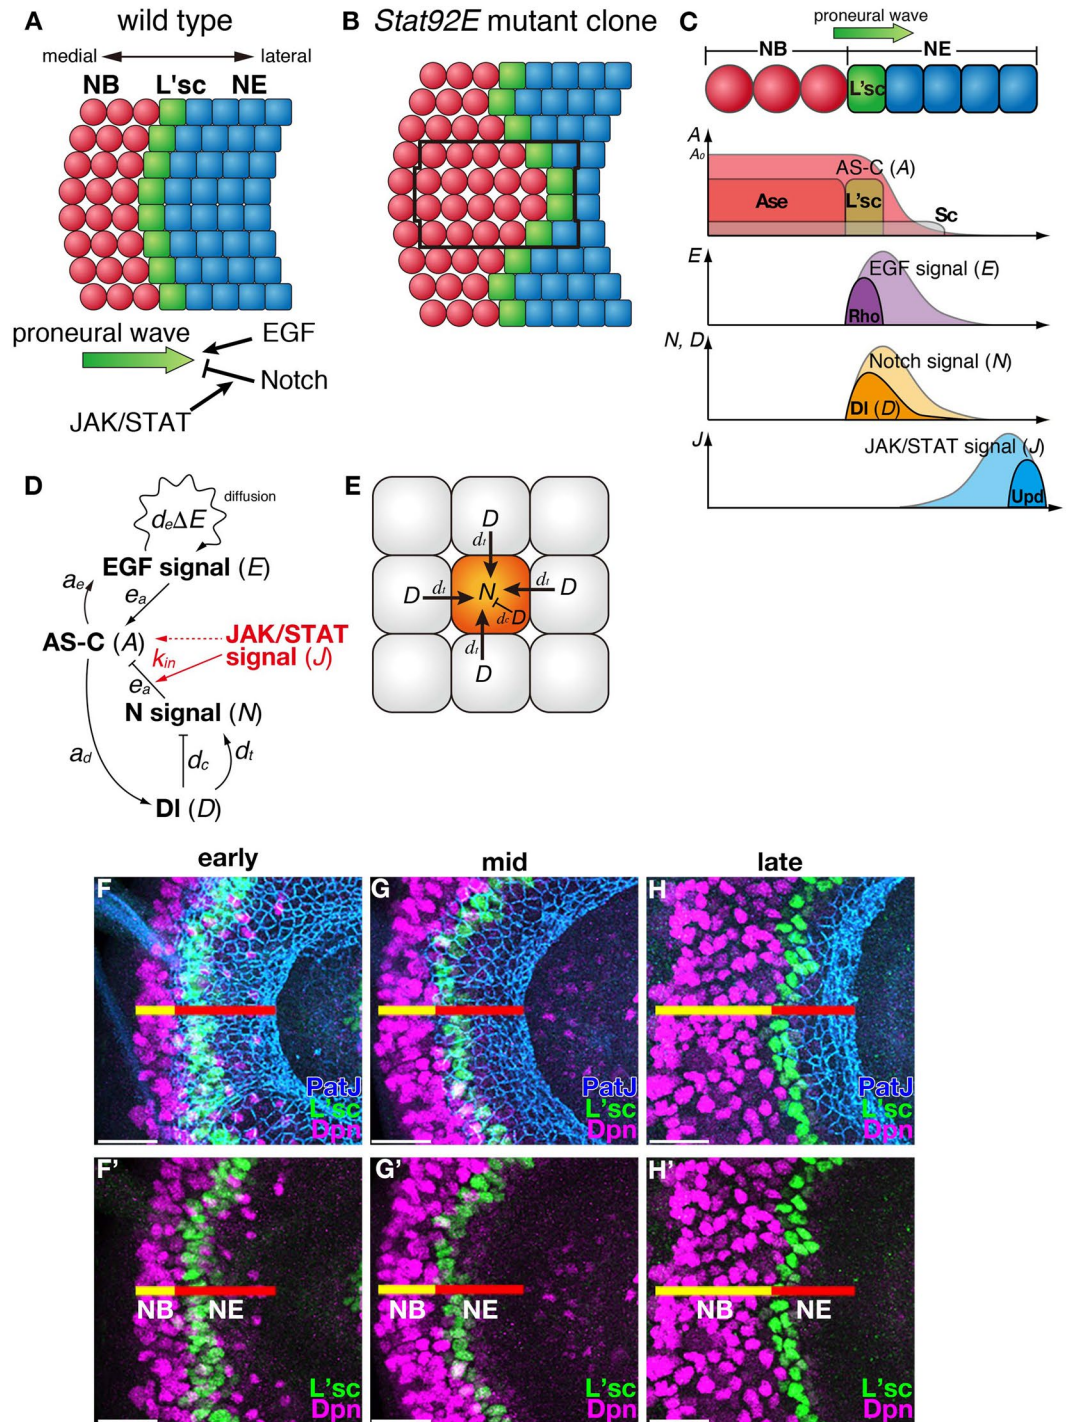 A
wild type
medial
lateral
NB
L'sc
NE
proneural wave
EGF
Notch
JAK/STAT
B
Stat92E mutant clone
C
proneural wave
NB
NE
L'sc
A
A₀
AS-C (A)
Ase
L'sc
Sc
E
EGF signal (E)
Rho
N, D
Notch signal (N)
Dl (D)
J
JAK/STAT signal (J)
Upd
D
diffusion
dₑΔE
EGF signal (E)
aₑ
eₐ
AS-C (A)
JAK/STAT
signal (J)
kin
eₐ
N signal (N)
ad
dc
dt
Dl (D)
E
D
dt
D
dt
N
dt
D
dc
D
dt
D
early
mid
late
F
PatJ
L'sc
Dpn
G
PatJ
L'sc
Dpn
H
PatJ
L'sc
Dpn
F'
NB
NE
L'sc
Dpn
G'
NB
NE
L'sc
Dpn
H'
NB
NE
L'sc
Dpn